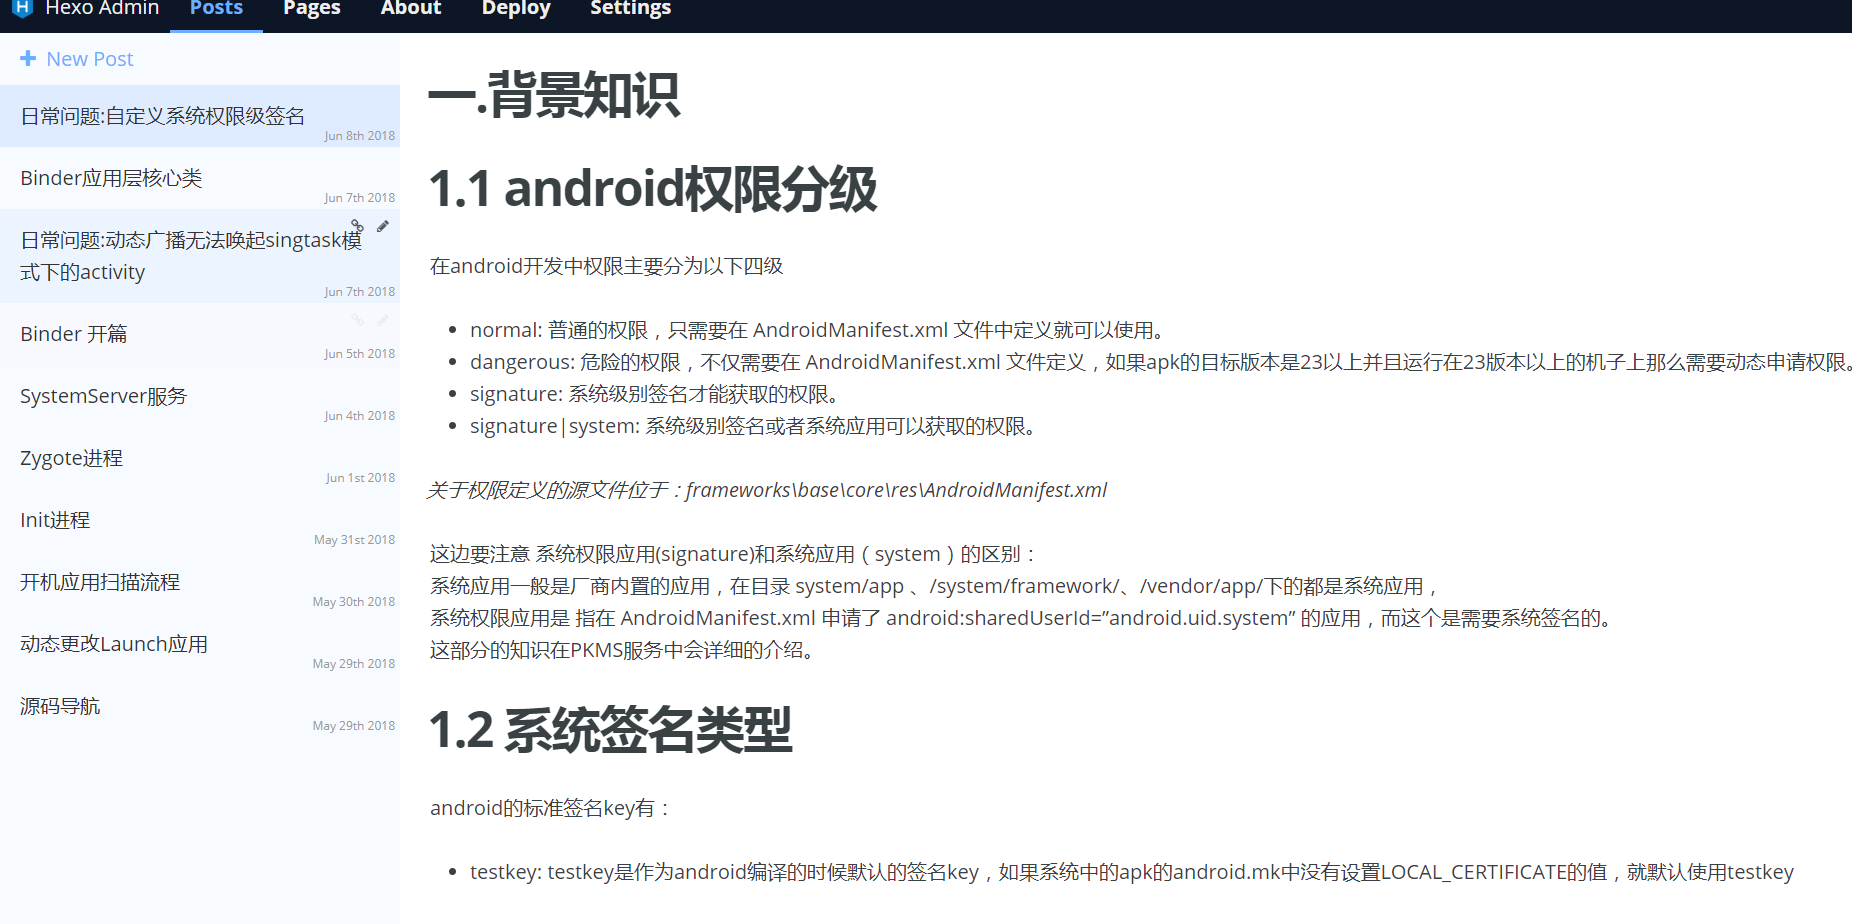 Hexo Admin Posts Pages About Deploy Settings
New Post
日常问题:自定义系统权限级签名
Jun 8th 2018
Binder应用层核心类
Jun 7th 2018
日常问题:动态广播无法唤起singtask模
式下的activity
Jun 7th 2018
Binder 开篇
Jun 5th 2018
SystemServer服务
Jun 4th 2018
Zygote进程
Jun 1st 2018
Init进程
May 31st 2018
开机应用扫描流程
May 30th 2018
动态更改Launch应用
May 29th 2018
源码导航
May 29th 2018
一.背景知识
1.1 android权限分级
在android开发中权限主要分为以下四级
normal: 普通的权限，只需要在 AndroidManifest.xml 文件中定义就可以使用。
dangerous: 危险的权限，不仅需要在 AndroidManifest.xml 文件定义，如果apk的目标版本是23以上并且运行在23版本以上的机子上那么需要动态申请权限。
signature: 系统级别签名才能获取的权限。
signature|system: 系统级别签名或者系统应用可以获取的权限。
关于权限定义的源文件位于：frameworks\base\core\res\AndroidManifest.xml
这边要注意 系统权限应用(signature)和系统应用（system）的区别：
系统应用一般是厂商内置的应用，在目录 system/app 、/system/framework/、/vendor/app/下的都是系统应用，
系统权限应用是 指在 AndroidManifest.xml 申请了 android:sharedUserId=”android.uid.system” 的应用，而这个是需要系统签名的。
这部分的知识在PKMS服务中会详细的介绍。
1.2 系统签名类型
android的标准签名key有：
testkey: testkey是作为android编译的时候默认的签名key，如果系统中的apk的android.mk中没有设置LOCAL_CERTIFICATE的值，就默认使用testkey